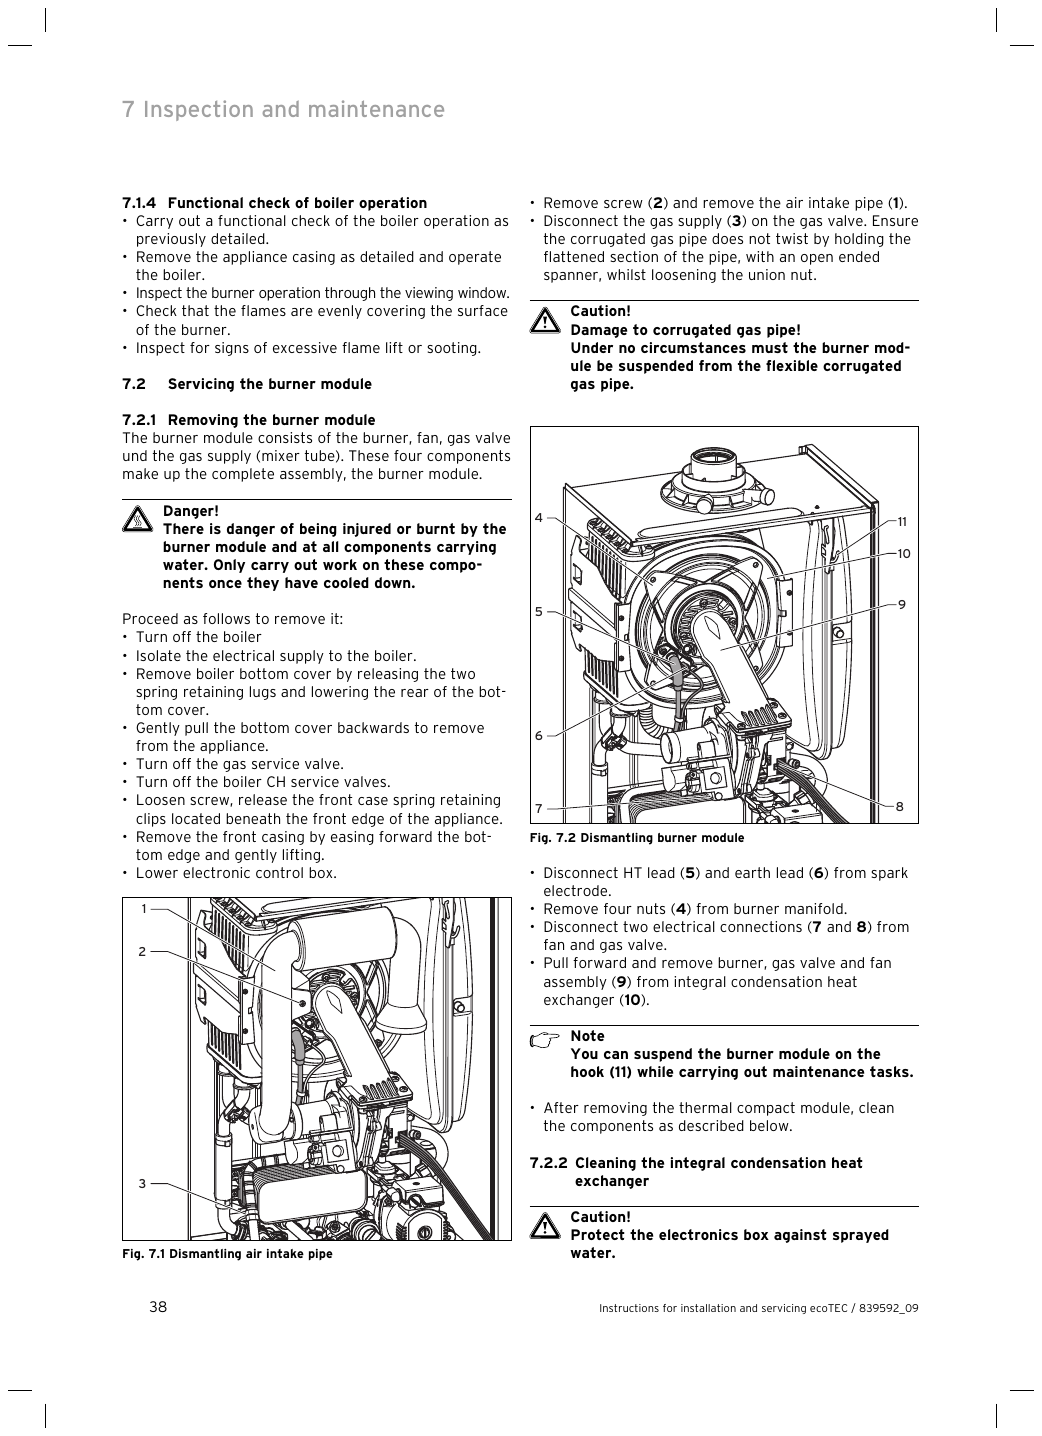 7 Inspection and maintenance
7.1.4 Functional check of boiler operation
• Carry out a functional check of the boiler operation as
previously detailed.
• Remove the appliance casing as detailed and operate
the boiler.
• Inspect the burner operation through the viewing window.
• Check that the flames are evenly covering the surface
of the burner.
• Inspect for signs of excessive flame lift or sooting.
7.2 Servicing the burner module
7.2.1 Removing the burner module
The burner module consists of the burner, fan, gas valve
und the gas supply (mixer tube). These four components
make up the complete assembly, the burner module.
Danger!
There is danger of being injured or burnt by the
burner module and at all components carrying
water. Only carry out work on these compo-
nents once they have cooled down.
Proceed as follows to remove it:
• Turn off the boiler
• Isolate the electrical supply to the boiler.
• Remove boiler bottom cover by releasing the two
spring retaining lugs and lowering the rear of the bot-
tom cover.
• Gently pull the bottom cover backwards to remove
from the appliance.
• Turn off the gas service valve.
• Turn off the boiler CH service valves.
• Loosen screw, release the front case spring retaining
clips located beneath the front edge of the appliance.
• Remove the front casing by easing forward the bot-
tom edge and gently lifting.
• Lower electronic control box.
1
2
3
Fig. 7.1 Dismantling air intake pipe
• Remove screw (2) and remove the air intake pipe (1).
• Disconnect the gas supply (3) on the gas valve. Ensure
the corrugated gas pipe does not twist by holding the
flattened section of the pipe, with an open ended
spanner, whilst loosening the union nut.
Caution!
Damage to corrugated gas pipe!
Under no circumstances must the burner mod-
ule be suspended from the flexible corrugated
gas pipe.
4
11
10
9
5
6
7
8
Fig. 7.2 Dismantling burner module
• Disconnect HT lead (5) and earth lead (6) from spark
electrode.
• Remove four nuts (4) from burner manifold.
• Disconnect two electrical connections (7 and 8) from
fan and gas valve.
• Pull forward and remove burner, gas valve and fan
assembly (9) from integral condensation heat
exchanger (10).
Note
You can suspend the burner module on the
hook (11) while carrying out maintenance tasks.
• After removing the thermal compact module, clean
the components as described below.
7.2.2 Cleaning the integral condensation heat
exchanger
Caution!
Protect the electronics box against sprayed
water.
38
Instructions for installation and servicing ecoTEC / 839592_09